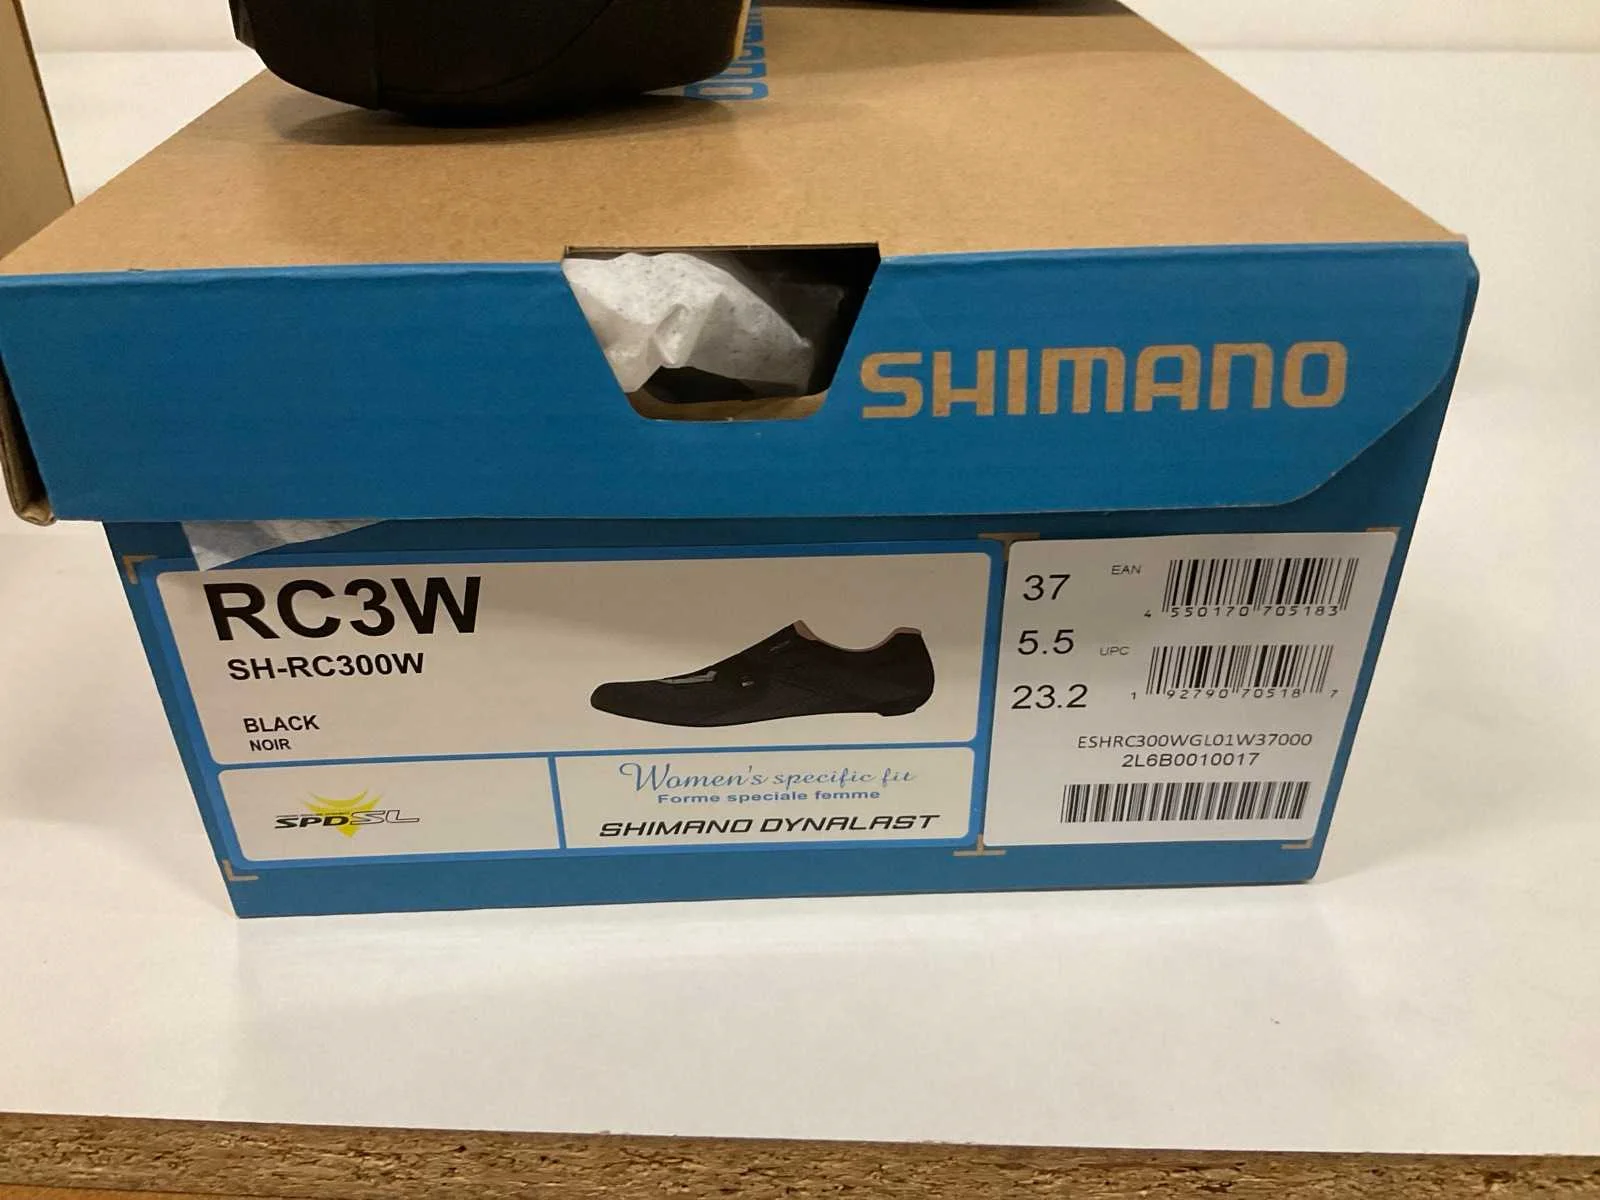 SHIMANO
SHIMANO
RC3W
SH-RC300W
BLACK
NOIR
SPD-SL
Women's specific fit
Forme speciale femme
SHIMANO DYNALAST
37
5.5
23.2
EAN
4 550170 705183
UPC
1 92790 70518 7
ESHRC300WGL01W37000
2L6B0010017